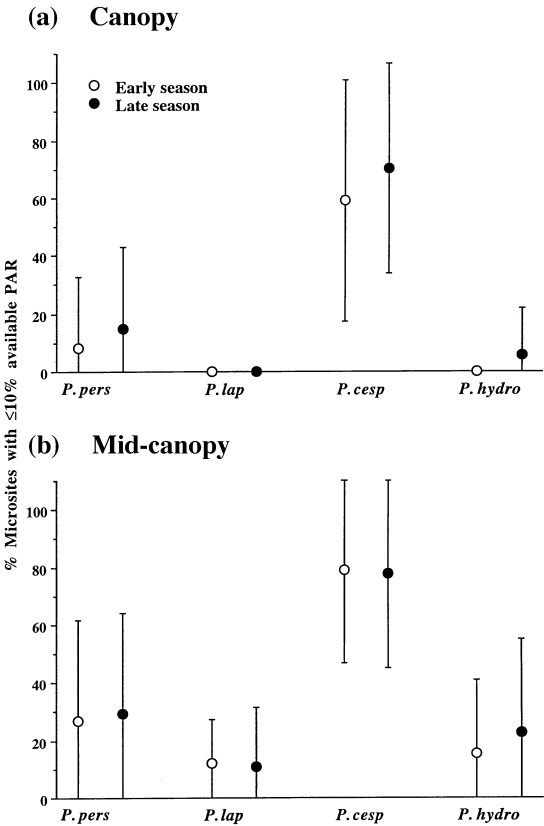 (a) Canopy
100
80
60
40
20
0
Early season
Late season
P.pers P.lap P.cesp P.hydro
% Microsites with ≤10% available PAR
(b) Mid-canopy
100
80
60
40
20
0
P.pers P.lap P.cesp P.hydro